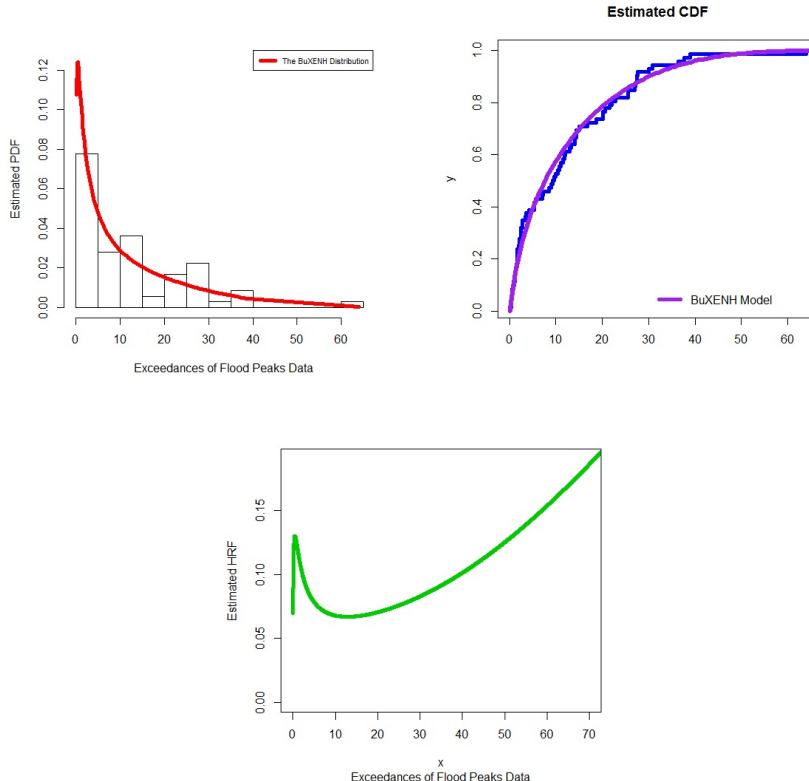 Estimated PDF
0.00 0.02 0.04 0.06 0.08 0.10 0.12
The BuXENH Distribution
0 10 20 30 40 50 60
Exceedances of Flood Peaks Data
Estimated CDF
y
0.0 0.2 0.4 0.6 0.8 1.0
BuXENH Model
0 10 20 30 40 50 60
Estimated HRF
0.00 0.05 0.10 0.15
0 10 20 30 40 50 60 70
x
Exceedances of Flood Peaks Data